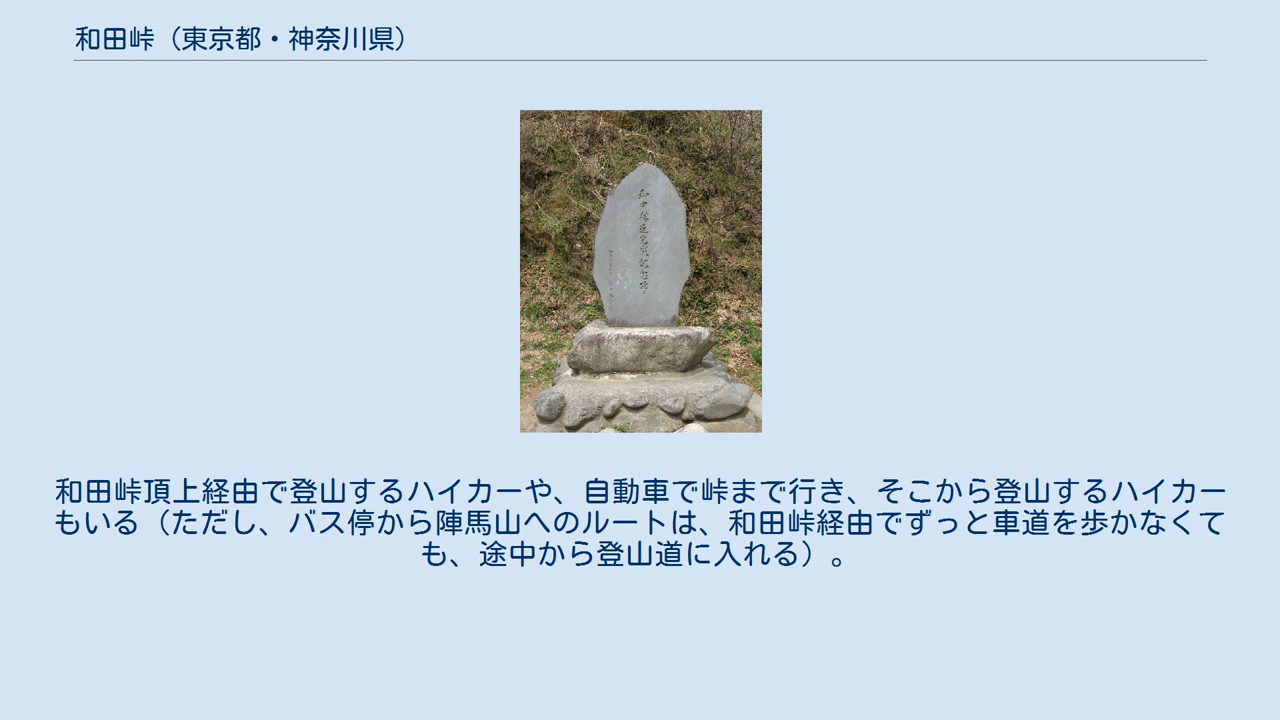 和田峠（東京都・神奈川県）
和田峠頂上経由で登山するハイカーや、自動車で峠まで行き、そこから登山するハイカー
もいる（ただし、バス停から陣馬山へのルートは、和田峠経由でずっと車道を歩かなくて
も、途中から登山道に入れる）。